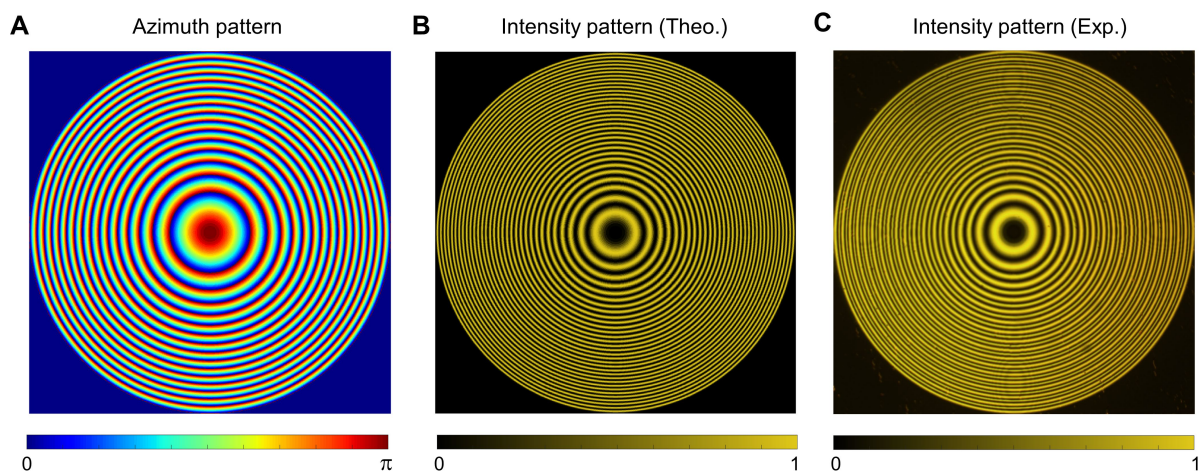 A Azimuth pattern
B Intensity pattern (Theo.)
C Intensity pattern (Exp.)
0 π
0 1
0 1